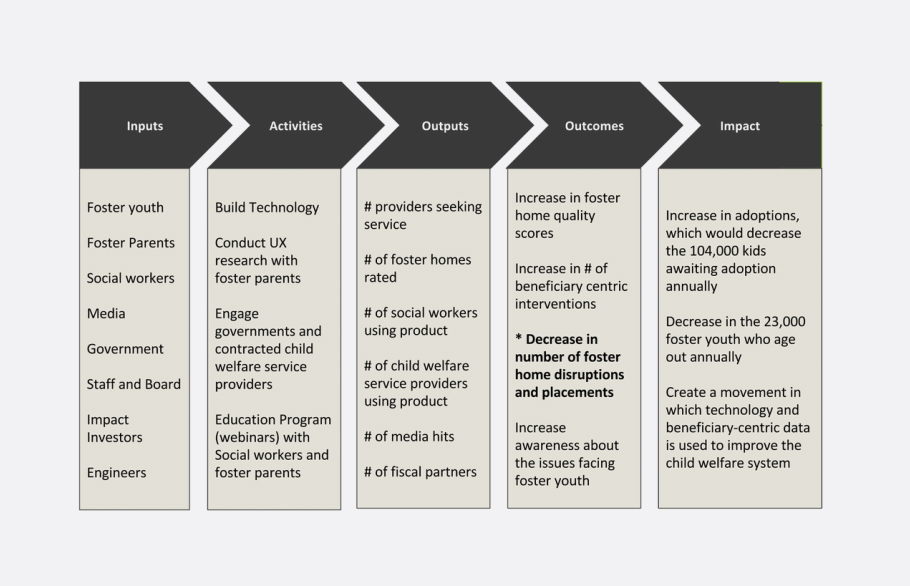 Inputs
Activities
Outputs
Outcomes
Impact
Foster youth
Foster Parents
Social workers
Media
Government
Staff and Board
Impact
Investors
Engineers
Build Technology
Conduct UX
research with
foster parents
Engage
governments and
contracted child
welfare service
providers
Education Program
(webinars) with
Social workers and
foster parents
# providers seeking
service
# of foster homes
rated
# of social workers
using product
# of child welfare
service providers
using product
# of media hits
# of fiscal partners
Increase in foster
home quality
scores
Increase in # of
beneficiary centric
interventions
* Decrease in
number of foster
home disruptions
and placements
Increase
awareness about
the issues facing
foster youth
Increase in adoptions,
which would decrease
the 104,000 kids
awaiting adoption
annually
Decrease in the 23,000
foster youth who age
out annually
Create a movement in
which technology and
beneficiary-centric data
is used to improve the
child welfare system